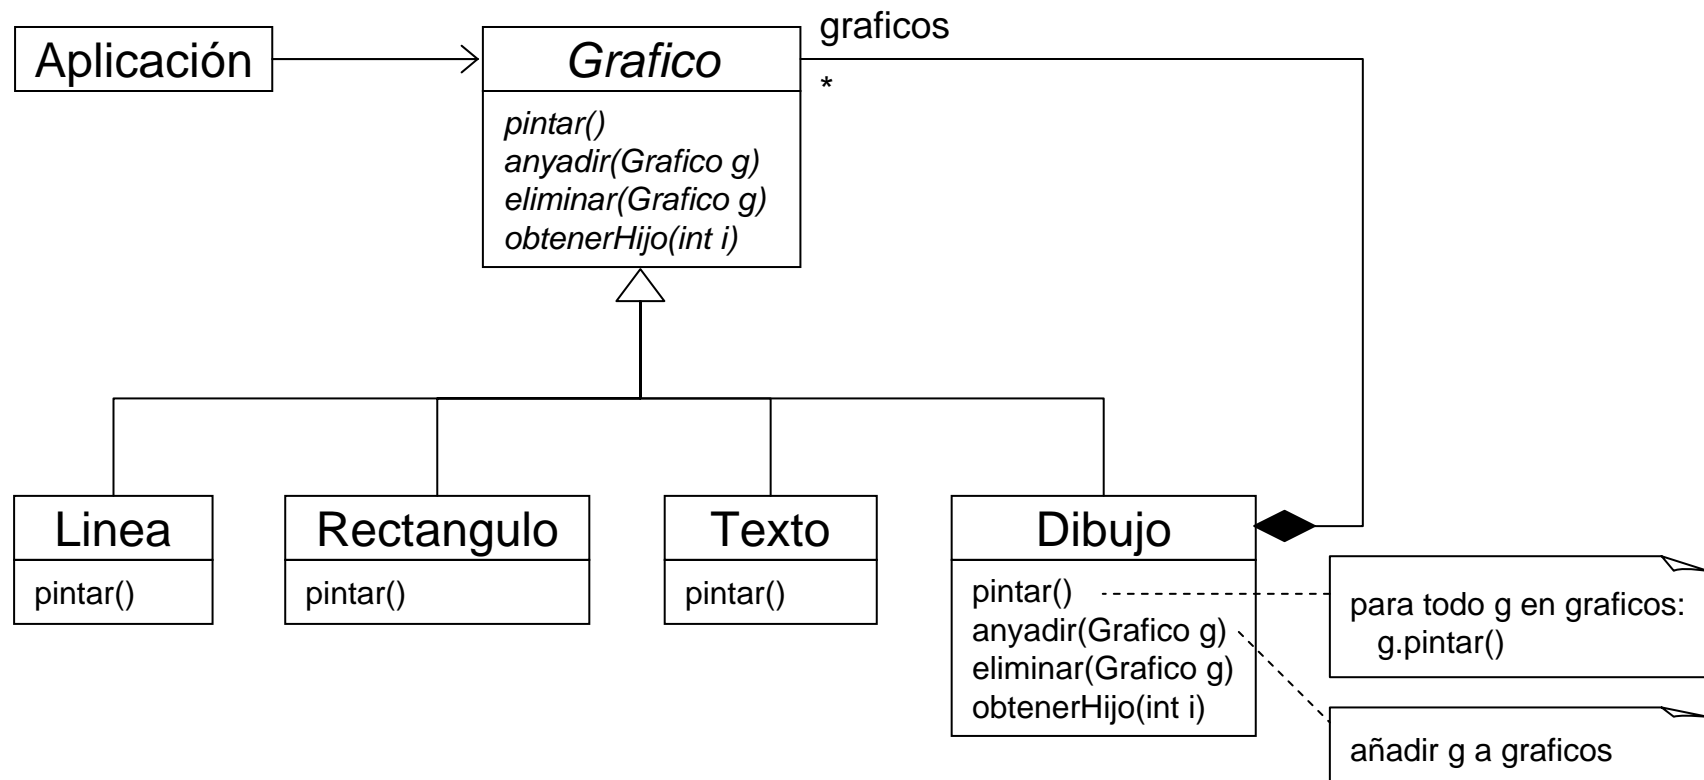 Aplicación
Grafico
graficos
*
pintar()
anyadir(Grafico g)
eliminar(Grafico g)
obtenerHijo(int i)
Linea
pintar()
Rectangulo
pintar()
Texto
pintar()
Dibujo
pintar()
anyadir(Grafico g)
eliminar(Grafico g)
obtenerHijo(int i)
para todo g en graficos:
g.pintar()
añadir g a graficos